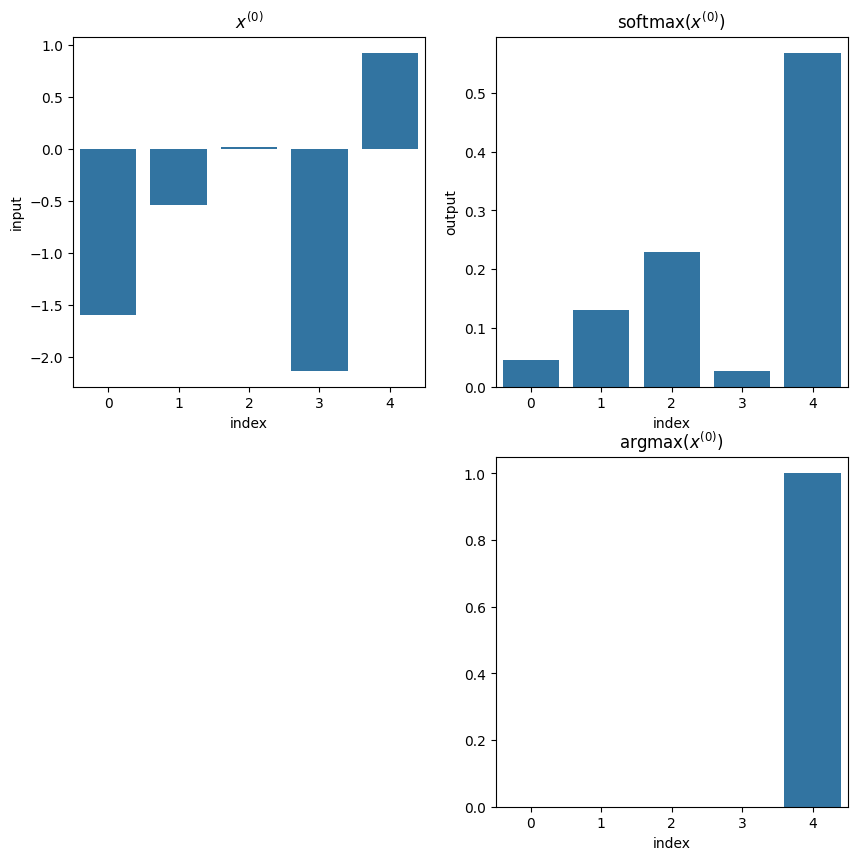 x^{(0)}
1.0
0.5
0.0
−0.5
−1.0
−1.5
−2.0
input
0 1 2 3 4
index
softmax(x^{(0)})
0.5
0.4
0.3
0.2
0.1
0.0
output
0 1 2 3 4
index
argmax(x^{(0)})
1.0
0.8
0.6
0.4
0.2
0.0
0 1 2 3 4
index